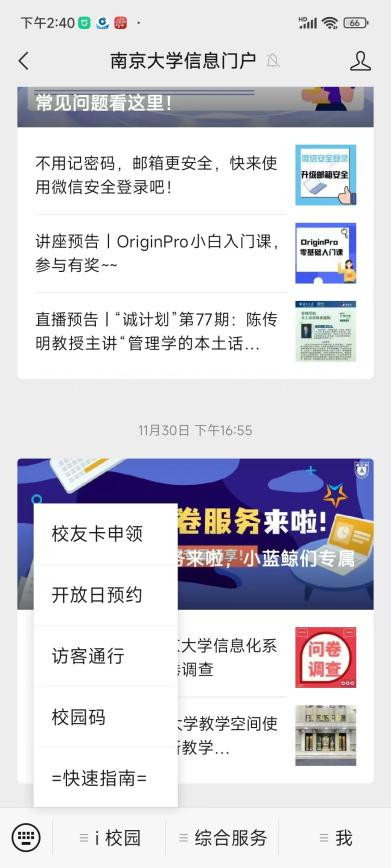 下午2:40
HD
66
南京大学信息门户
常见问题看这里！
不用记密码，邮箱更安全，快来使
用微信安全登录吧！
微信安全登录
升级邮箱安全
讲座预告丨OriginPro小白入门课，
参与有奖~~
OriginPro
零基础入门课
直播预告丨“诚计划”第77期：陈传
明教授主讲“管理学的本土话...
11月30日 下午16:55
卷服务来啦！
务来啦，小蓝鲸们专属
大学信息化系
卷调查
问卷
调查
大学教学空间使
新教学...
校友卡申领
开放日预约
访客通行
校园码
=快速指南=
i 校园
综合服务
我